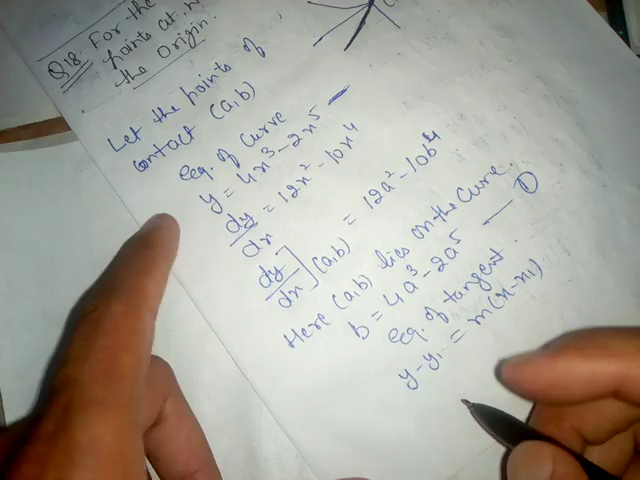 Q18. For the
points at
the Origin.
Let the points of
contact (a,b)
eq. of Curve
y = 4x³-2x⁵
dy/dx = 12x²-10x⁴
dy/dx](a,b) = 12a²-10b⁴
Here (a,b) lies on the Curve.
b = 4a³-2a⁵ — ①
eq. of tangent
y-y₁ = m(x-x₁)